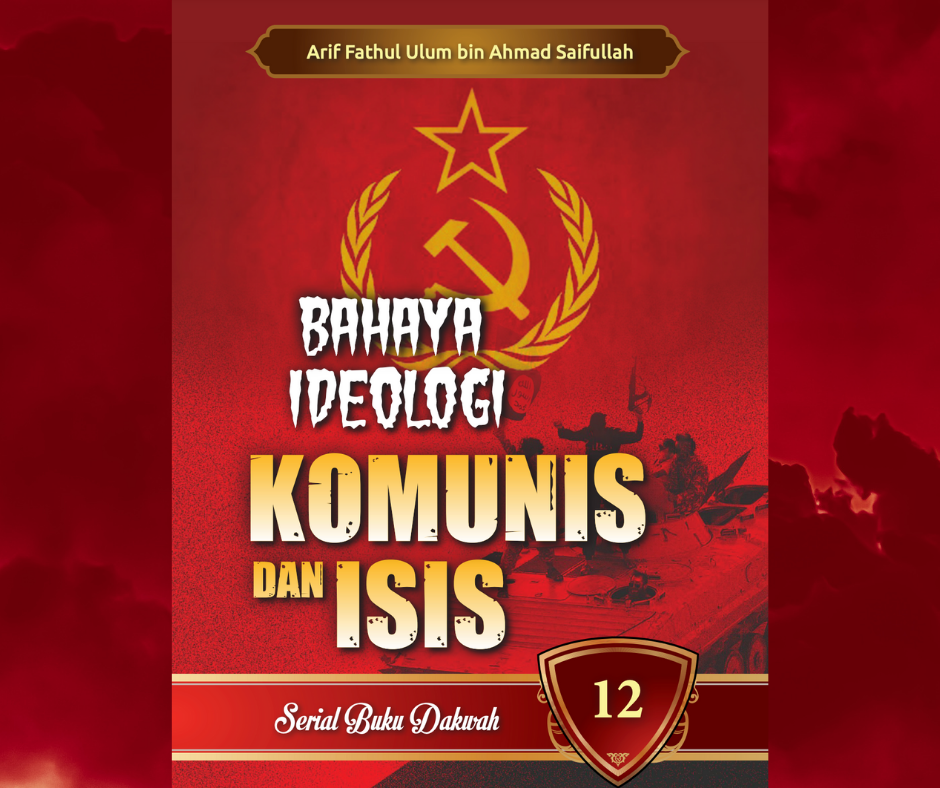 Arif Fathul Ulum bin Ahmad Saifullah
BAHAYA
IDEOLOGI
KOMUNIS
DAN ISIS
12
Serial Buku Dakwah